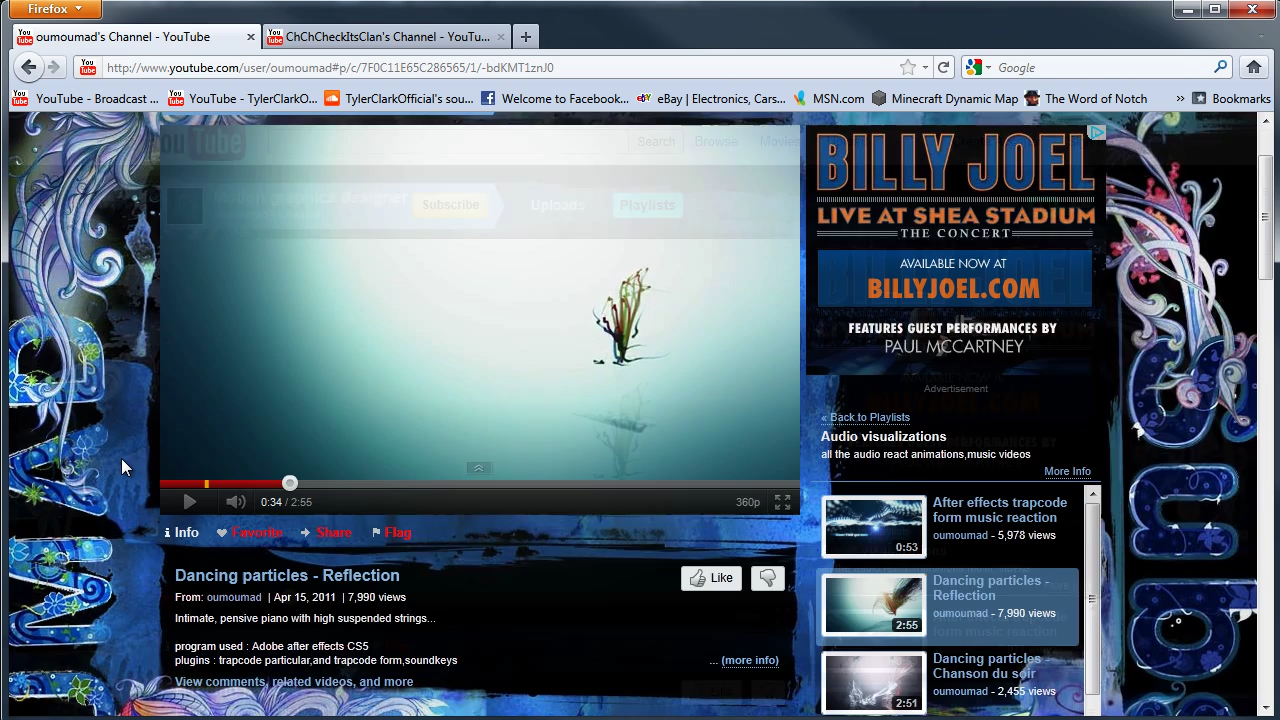 Firefox
oumoumad's Channel - YouTube
ChChCheckItsClan's Channel - YouTu...
http://www.youtube.com/user/oumoumad#p/c/7F0C11E65C286565/1/-bdKMT1znJ0
Google
YouTube - Broadcast ...
YouTube - TylerClarkO...
TylerClarkOfficial's sou...
Welcome to Facebook...
eBay | Electronics, Cars...
MSN.com
Minecraft Dynamic Map
The Word of Notch
Bookmarks
Search
Browse
Movies
Subscribe
Uploads
Playlists
BILLY JOEL
LIVE AT SHEA STADIUM
THE CONCERT
AVAILABLE NOW AT
BILLYJOEL.COM
FEATURES GUEST PERFORMANCES BY
PAUL MCCARTNEY
Advertisement
« Back to Playlists
Audio visualizations
all the audio react animations,music videos
More Info
0:34 / 2:55
360p
Info
Favorite
Share
Flag
Dancing particles - Reflection
Like
From: oumoumad | Apr 15, 2011 | 7,990 views
Intimate, pensive piano with high suspended strings...
program used : Adobe after effects CS5
plugins : trapcode particular,and trapcode form,soundkeys
... (more info)
View comments, related videos, and more
After effects trapcode
form music reaction
oumoumad - 5,978 views
0:53
Dancing particles -
Reflection
oumoumad - 7,990 views
2:55
Dancing particles -
Chanson du soir
oumoumad - 2,455 views
2:51